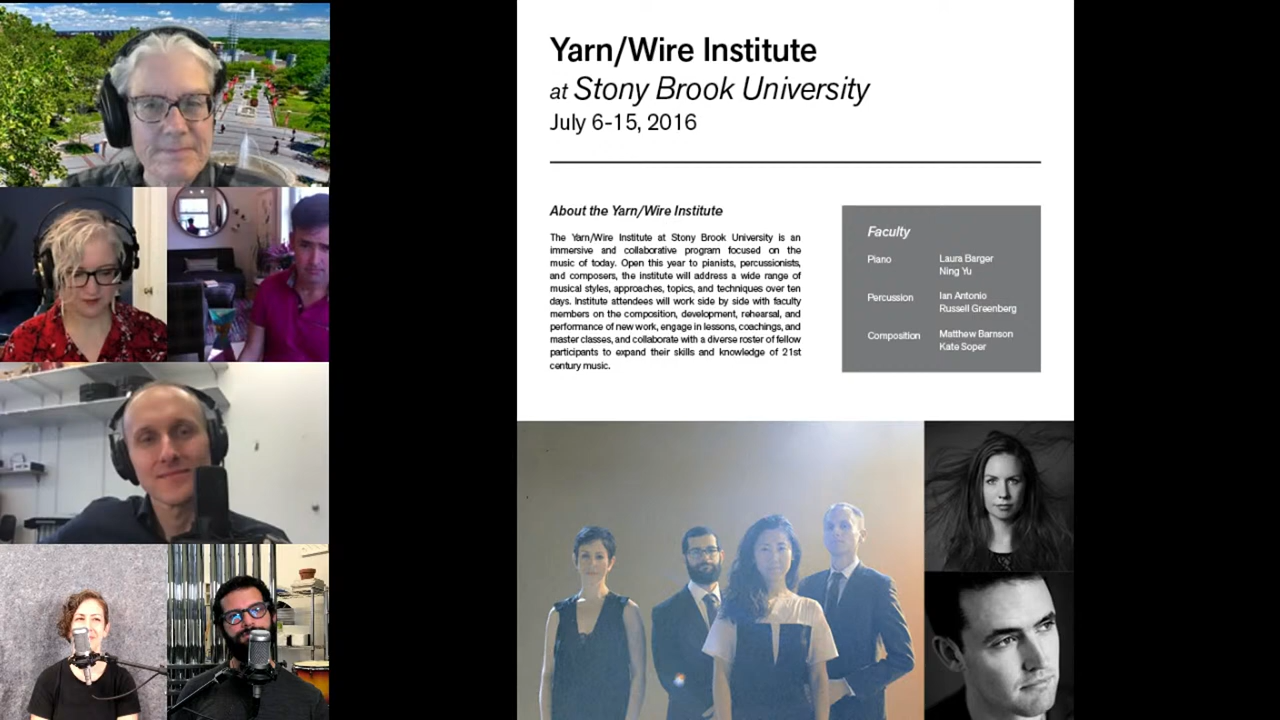 Yarn/Wire Institute
at Stony Brook University
July 6-15, 2016
About the Yarn/Wire Institute
The Yarn/Wire Institute at Stony Brook University is an
immersive and collaborative program focused on the
music of today. Open this year to pianists, percussionists,
and composers, the institute will address a wide range of
musical styles, approaches, topics, and techniques over ten
days. Institute attendees will work side by side with faculty
members on the composition, development, rehearsal, and
performance of new work, engage in lessons, coachings, and
master classes, and collaborate with a diverse roster of fellow
participants to expand their skills and knowledge of 21st
century music.
Faculty
Piano Laura Barger
Ning Yu
Percussion Ian Antonio
Russell Greenberg
Composition Matthew Barnson
Kate Soper